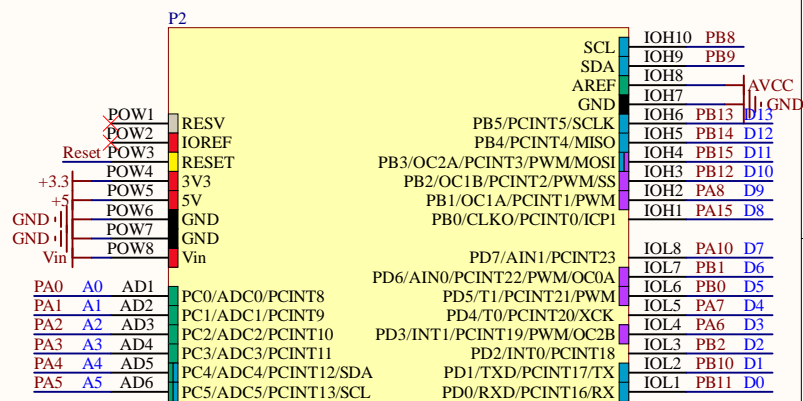 P2
SCL IOH10 PB8
SDA IOH9 PB9
AREF IOH8 AVCC
GND IOH7 GND
POW1 RESV PB5/PCINT5/SCLK IOH6 PB13 D13
POW2 IOREF PB4/PCINT4/MISO IOH5 PB14 D12
Reset POW3 RESET PB3/OC2A/PCINT3/PWM/MOSI IOH4 PB15 D11
+3.3 POW4 3V3 PB2/OC1B/PCINT2/PWM/SS IOH3 PB12 D10
+5 POW5 5V PB1/OC1A/PCINT1/PWM IOH2 PA8 D9
GND POW6 GND PB0/CLKO/PCINT0/ICP1 IOH1 PA15 D8
GND POW7 GND
Vin POW8 Vin PD7/AIN1/PCINT23 IOL8 PA10 D7
PD6/AIN0/PCINT22/PWM/OC0A IOL7 PB1 D6
PA0 A0 AD1 PC0/ADC0/PCINT8 PD5/T1/PCINT21/PWM IOL6 PB0 D5
PA1 A1 AD2 PC1/ADC1/PCINT9 PD4/T0/PCINT20/XCK IOL5 PA7 D4
PA2 A2 AD3 PC2/ADC2/PCINT10 PD3/INT1/PCINT19/PWM/OC2B IOL4 PA6 D3
PA3 A3 AD4 PC3/ADC3/PCINT11 PD2/INT0/PCINT18 IOL3 PB2 D2
PA4 A4 AD5 PC4/ADC4/PCINT12/SDA PD1/TXD/PCINT17/TX IOL2 PB10 D1
PA5 A5 AD6 PC5/ADC5/PCINT13/SCL PD0/RXD/PCINT16/RX IOL1 PB11 D0